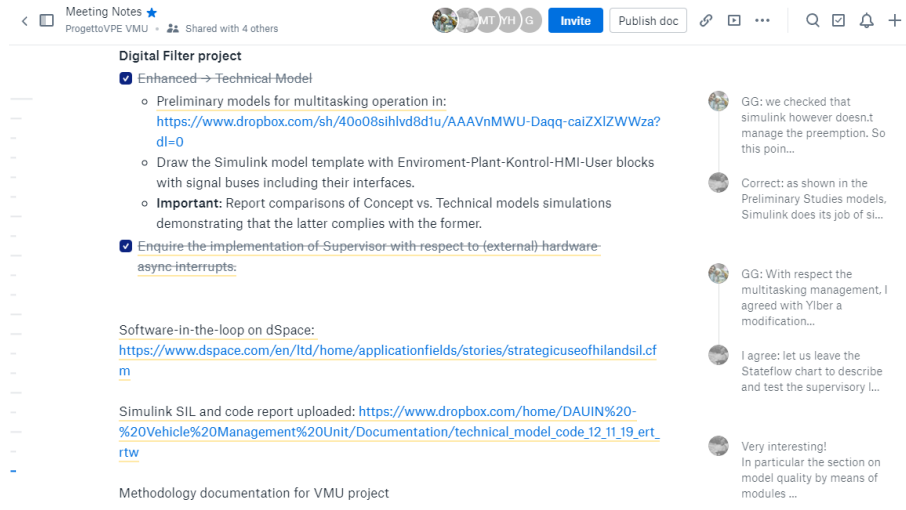 Meeting Notes
ProgettoVPE VMU • Shared with 4 others
MT YH G
Invite
Publish doc
Digital Filter project
Enhanced → Technical Model
Preliminary models for multitasking operation in:
https://www.dropbox.com/sh/40o08sihlvd8d1u/AAAVnMWU-Daqq-caiZXIZWWza?
dl=0
Draw the Simulink model template with Enviroment-Plant-Kontrol-HMI-User blocks
with signal buses including their interfaces.
Important: Report comparisons of Concept vs. Technical models simulations
demonstrating that the latter complies with the former.
Enquire the implementation of Supervisor with respect to (external) hardware
async interrupts.
Software-in-the-loop on dSpace:
https://www.dspace.com/en/ltd/home/applicationfields/stories/strategicuseofhilandsil.cf
m
Simulink SIL and code report uploaded: https://www.dropbox.com/home/DAUIN%20-
%20Vehicle%20Management%20Unit/Documentation/technical_model_code_12_11_19_ert_
rtw
Methodology documentation for VMU project
GG: we checked that
simulink however doesn.t
manage the preemption. So
this poin...
Correct: as shown in the
Preliminary Studies models,
Simulink does its job of si...
GG: With respect the
multitasking management, I
agreed with Ylber a
modification...
I agree: let us leave the
Stateflow chart to describe
and test the supervisory l...
Very interesting!
In particular the section on
model quality by means of
modules ...